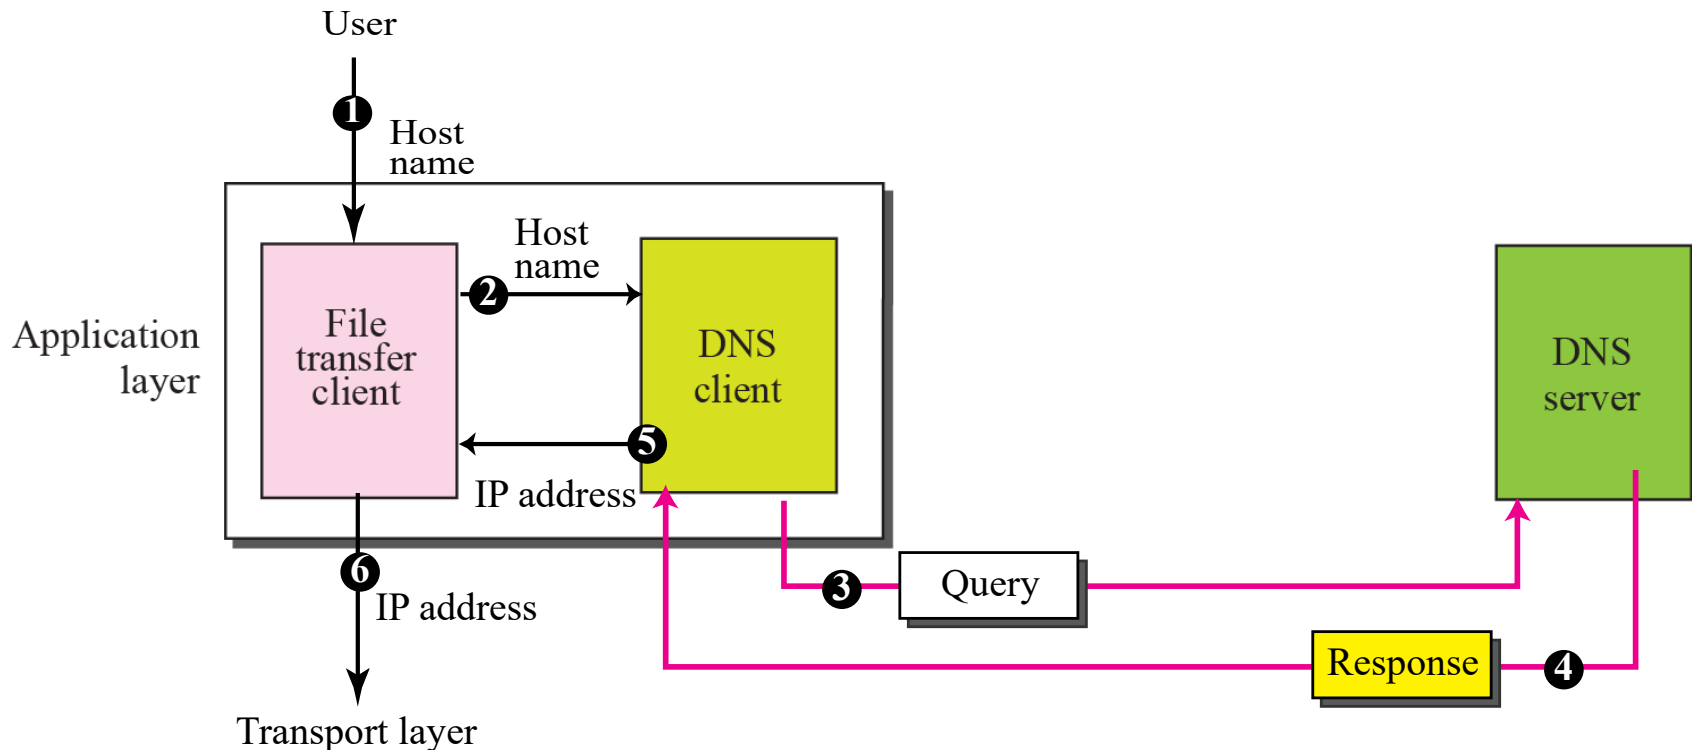 User
1
Host
name
Host
name
2
File
transfer
client
DNS
client
DNS
server
Application
layer
5
IP address
6
IP address
3
Query
Response
4
Transport layer